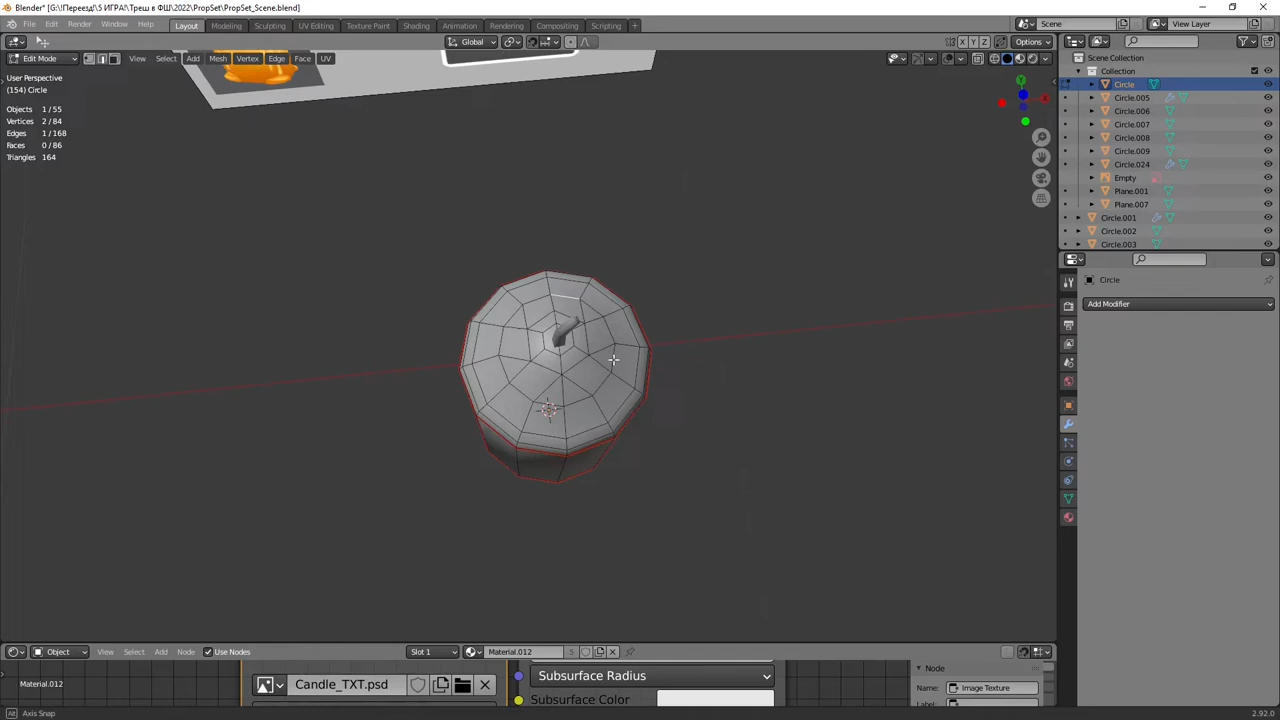 Blender* [G:\!Переезд!\5 ИГРА!\Треш в ФШ\2022\PropSet\PropSet_Scene.blend]
File Edit Render Window Help Layout Modeling Sculpting UV Editing Texture Paint Shading Animation Rendering Compositing Scripting + Scene View Layer
Global X Y Z Options
Edit Mode View Select Add Mesh Vertex Edge Face UV
User Perspective
(154) Circle
Objects 1 / 55
Vertices 2 / 84
Edges 1 / 168
Faces 0 / 86
Triangles 164
Scene Collection
Collection
Circle
Circle.005
Circle.006
Circle.007
Circle.008
Circle.009
Circle.024
Empty
Plane.001
Plane.007
Circle.001
Circle.002
Circle.003
Circle
Add Modifier
Object View Select Add Node Use Nodes Slot 1 Material.012 5
Material.012
Candle_TXT.psd
Subsurface Radius
Subsurface Color
Node
Name: Image Texture
Label:
Alt Axis Snap 2.92.0